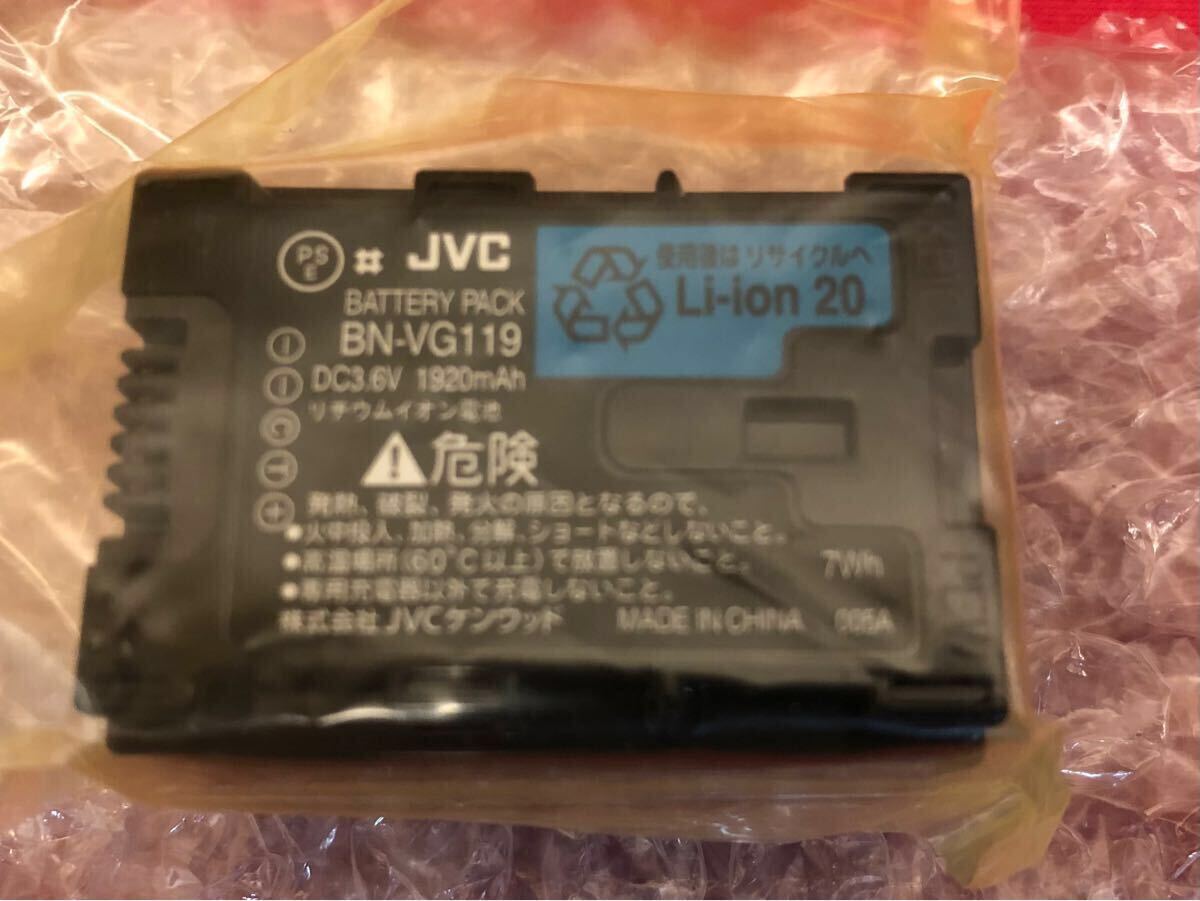 PSE JVC
BATTERY PACK
BN-VG119
DC3.6V 1920mAh
リチウムイオン電池
使用後は リサイクルへ
Li-ion 20
危険
発熱、破裂、発火の原因となるので、
●火中投入、加熱、分解、ショートなどしないこと。
●高温場所(60°C以上)で放置しないこと。
●専用充電器以外で充電しないこと。
7Wh
株式会社JVCケンウッド MADE IN CHINA